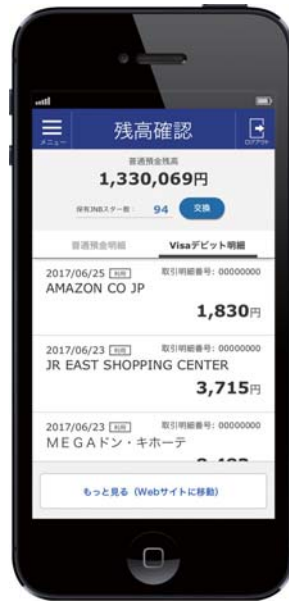 残高確認
メニュー
ログアウト
普通預金残高
1,330,069円
保有JNBスター数： 94 交換
普通預金明細 Visaデビット明細
2017/06/25 利用 取引明細番号: 00000000
AMAZON CO JP
1,830円
2017/06/23 利用 取引明細番号: 00000000
JR EAST SHOPPING CENTER
3,715円
2017/06/23 利用 取引明細番号: 00000000
ＭＥＧＡドン・キホーテ
もっと見る（Webサイトに移動）